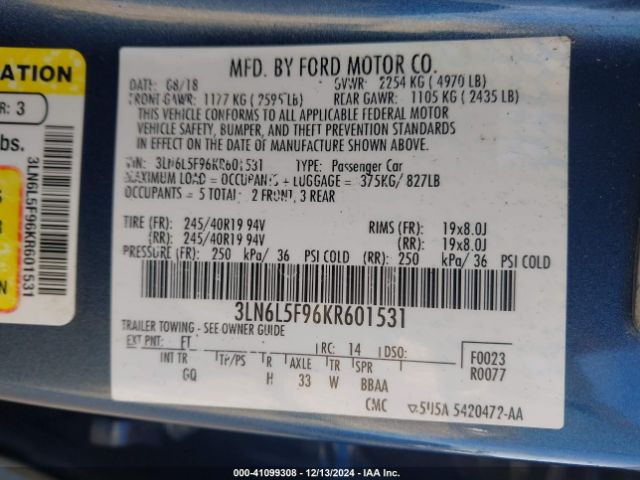 ATION
R: 3
lbs.
3LN6L5F96KR601531
MFD. BY FORD MOTOR CO.
DATE: 08/18 GVWR: 2254 KG ( 4970 LB)
FRONT GAWR: 1177 KG (2595 LB) REAR GAWR: 1105 KG ( 2435 LB)
THIS VEHICLE CONFORMS TO ALL APPLICABLE FEDERAL MOTOR
VEHICLE SAFETY, BUMPER, AND THEFT PREVENTION STANDARDS
IN EFFECT ON THE DATE OF MANUFACTURE SHOWN ABOVE.
VIN: 3LN6L5F96KR601531 TYPE: Passenger Car
MAXIMUM LOAD = OCCUPANTS + LUGGAGE = 375KG/ 827LB
OCCUPANTS = 5 TOTAL: 2 FRONT, 3 REAR
TIRE (FR): 245/40R19 94V RIMS (FR): 19x8.0J
(RR): 245/40R19 94V (RR): 19x8.0J
PRESSURE (FR): 250 kPa/ 36 PSI COLD (RR): 250 kPa/ 36 PSI COLD
3LN6L5F96KR601531
TRAILER TOWING - SEE OWNER GUIDE
EXT PNT: FT RC: 14 DSO: F0023
INT TR TP/PS R AXLE TR SPR R0077
GQ H 33 W BBAA
CMC 5U5A 5420472-AA
000-41099308 - 12/13/2024 - IAA Inc.